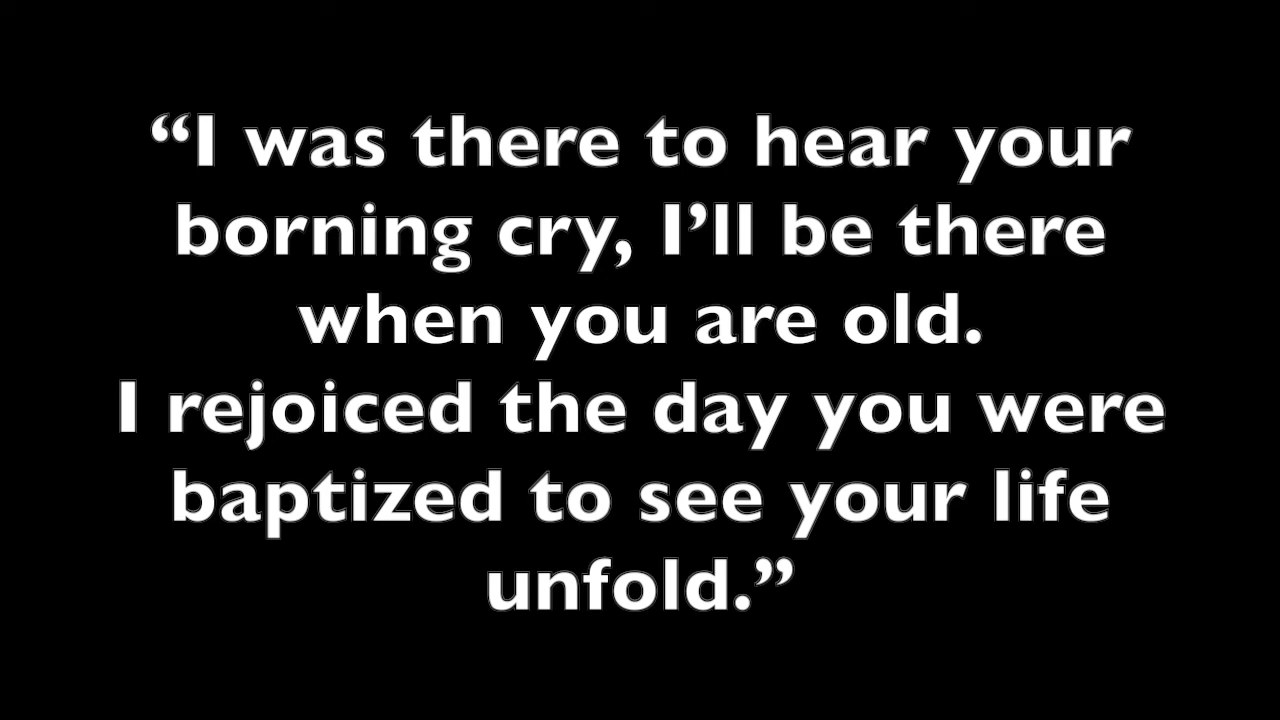 “I was there to hear your
borning cry, I’ll be there
when you are old.
I rejoiced the day you were
baptized to see your life
unfold.”